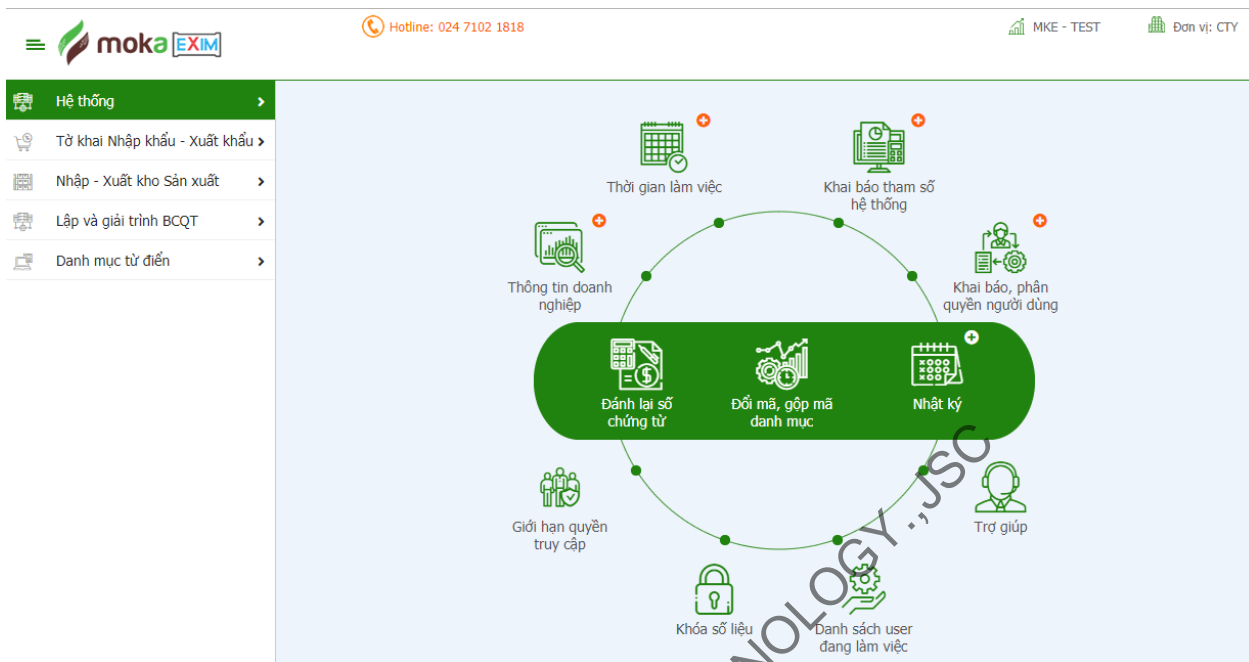 moka EXIM
Hotline: 024 7102 1818
MKE - TEST
Đơn vị: CTY
Hệ thống
Tờ khai Nhập khẩu - Xuất khẩu
Nhập - Xuất kho Sản xuất
Lập và giải trình BCQT
Danh mục từ điển
Thời gian làm việc
Khai báo tham số
hệ thống
Thông tin doanh
nghiệp
Khai báo, phân
quyền người dùng
Đánh lại số
chứng từ
Đổi mã, gộp mã
danh mục
Nhật ký
Giới hạn quyền
truy cập
Trợ giúp
Khóa số liệu
Danh sách user
đang làm việc
NOLOGY .,JSC